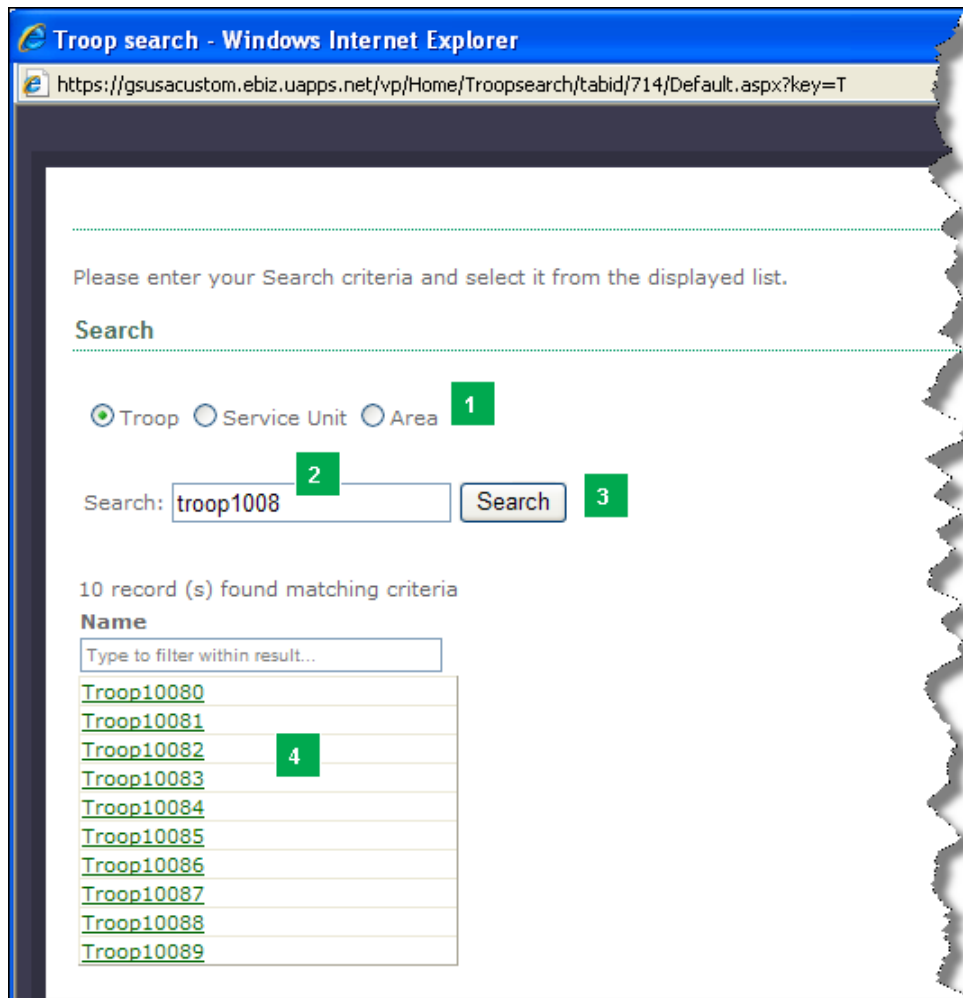 Troop search - Windows Internet Explorer
https://gsusacustom.ebiz.uapps.net/vp/Home/Troopsearch/tabid/714/Default.aspx?key=T
Please enter your Search criteria and select it from the displayed list.
Search
Troop Service Unit Area 1
2
Search: troop1008 Search 3
10 record (s) found matching criteria
Name
Type to filter within result...
Troop10080
Troop10081
Troop10082 4
Troop10083
Troop10084
Troop10085
Troop10086
Troop10087
Troop10088
Troop10089